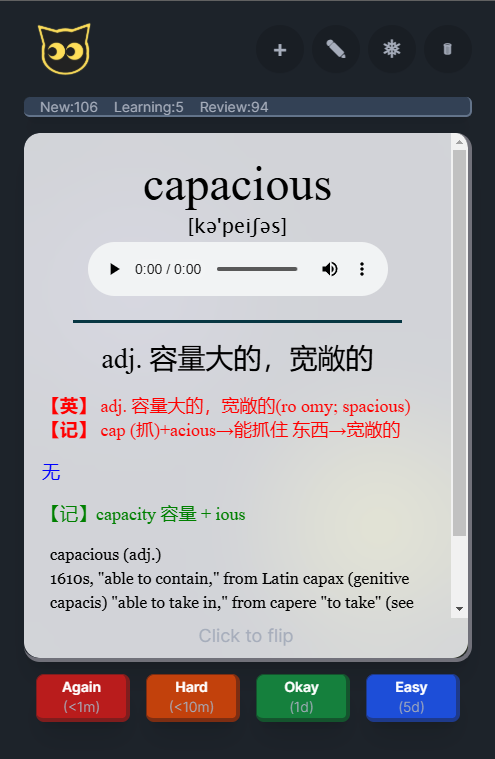 New:106 Learning:5 Review:94
capacious
[kə'peiʃəs]
0:00 / 0:00
adj. 容量大的，宽敞的
【英】 adj. 容量大的，宽敞的(ro omy; spacious)
【记】 cap (抓)+acious→能抓住 东西→宽敞的
无
【记】capacity 容量 + ious
capacious (adj.)
1610s, "able to contain," from Latin capax (genitive
capacis) "able to take in," from capere "to take" (see
Click to flip
Again Hard Okay Easy
(<1m) (<10m) (1d) (5d)